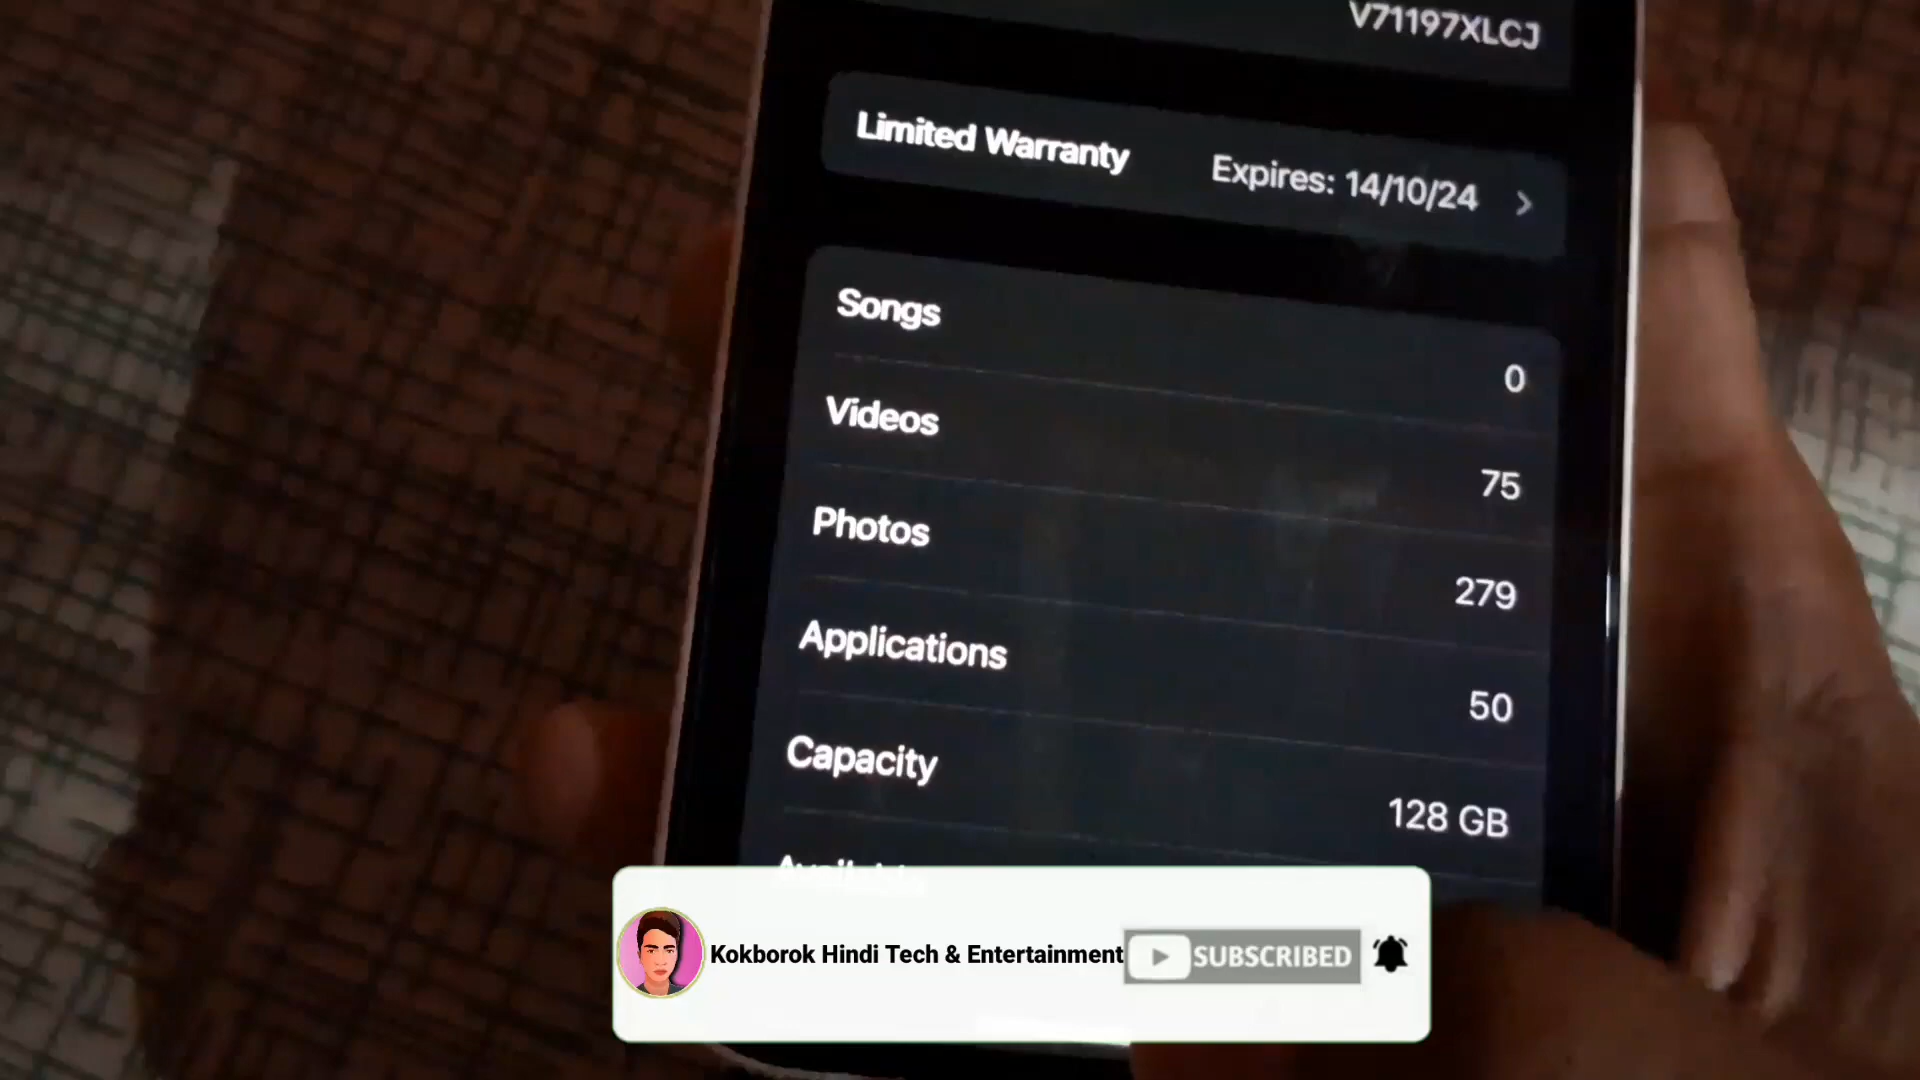 V71197XLCJ
Limited Warranty Expires: 14/10/24
Songs 0
Videos 75
Photos 279
Applications 50
Capacity 128 GB
Kokborok Hindi Tech & Entertainment SUBSCRIBED